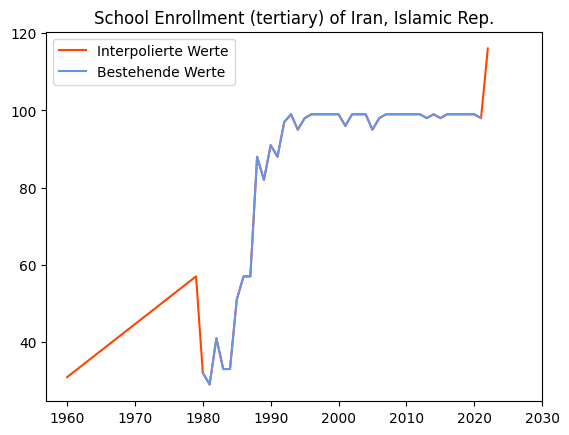 School Enrollment (tertiary) of Iran, Islamic Rep.
120
Interpolierte Werte
Bestehende Werte
100
80
60
40
1960 1970 1980 1990 2000 2010 2020 2030